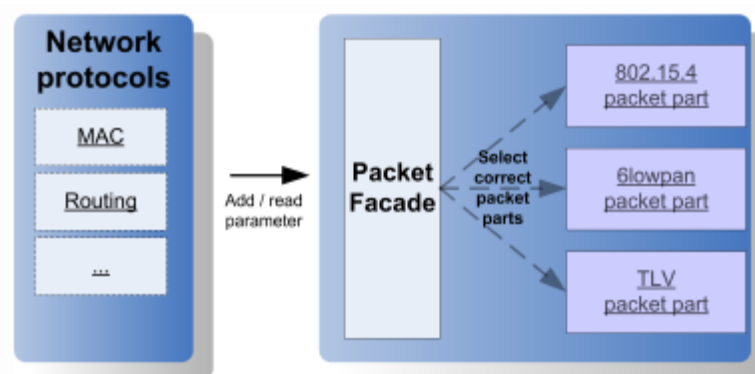 Network
protocols
MAC
Routing
...
Add / read
parameter
Packet
Facade
Select
correct
packet
parts
802.15.4
packet part
6lowpan
packet part
TLV
packet part